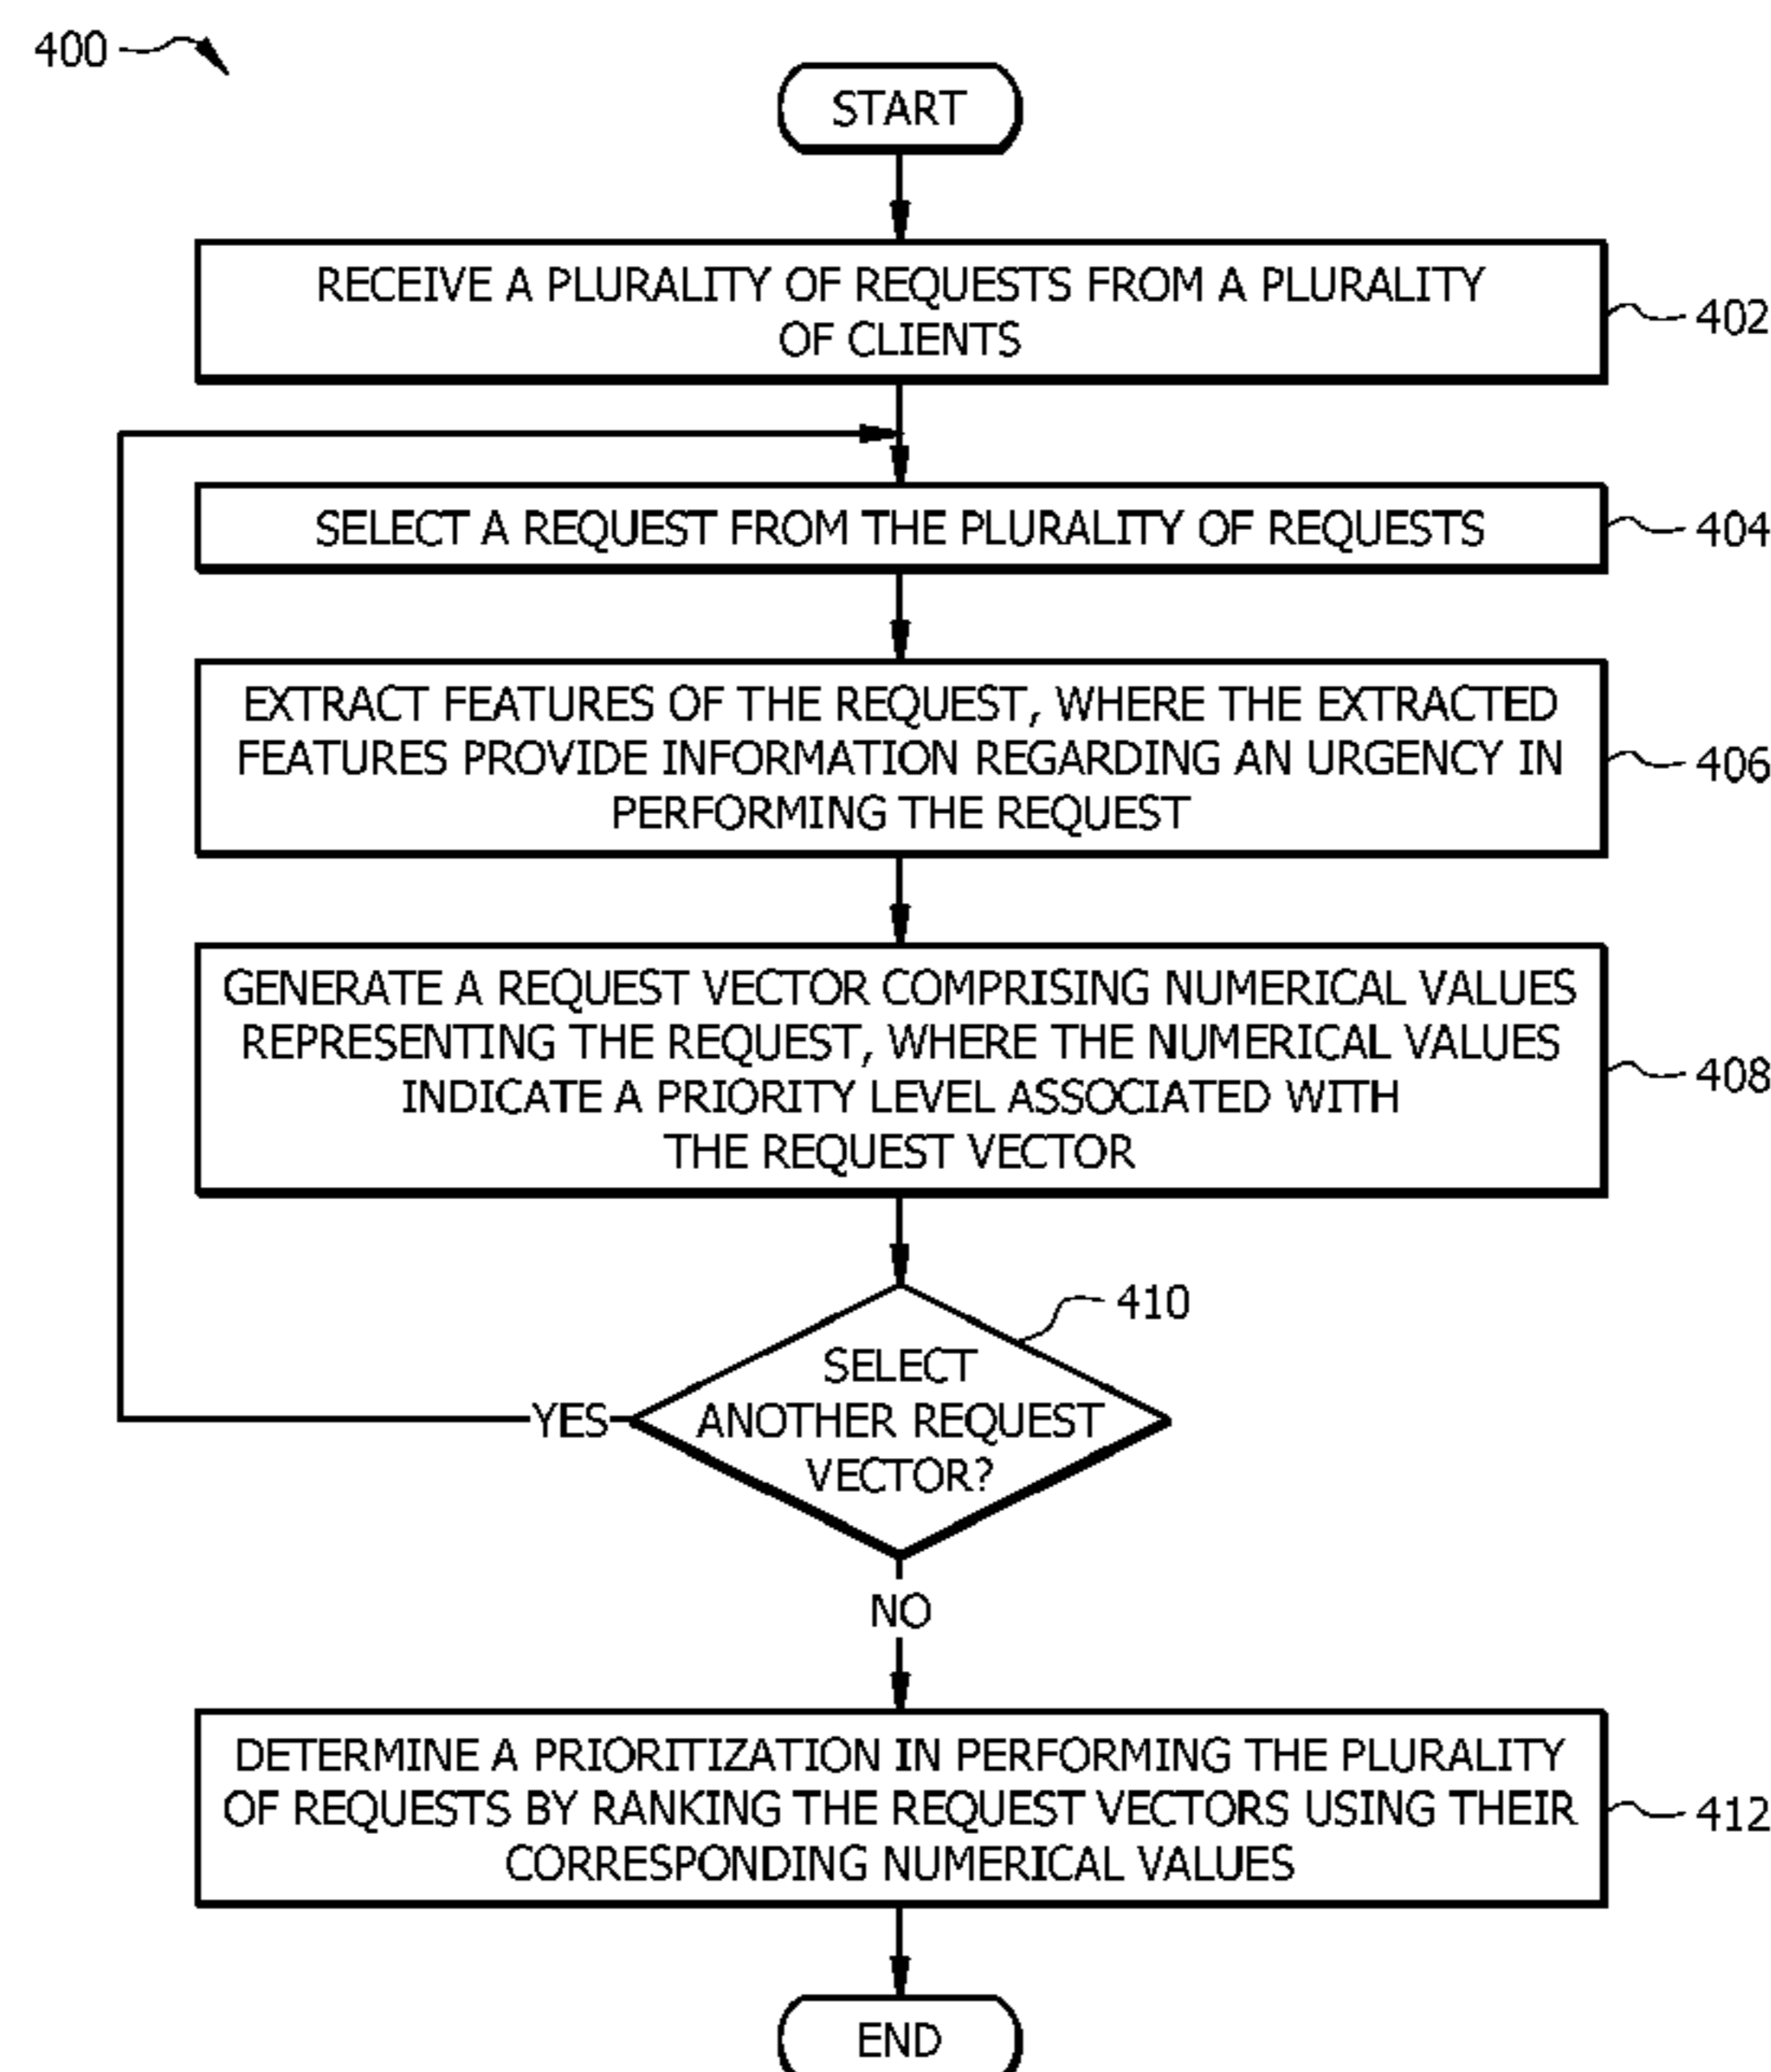 400
START
RECEIVE A PLURALITY OF REQUESTS FROM A PLURALITY
OF CLIENTS
402
SELECT A REQUEST FROM THE PLURALITY OF REQUESTS
404
EXTRACT FEATURES OF THE REQUEST, WHERE THE EXTRACTED
FEATURES PROVIDE INFORMATION REGARDING AN URGENCY IN
PERFORMING THE REQUEST
406
GENERATE A REQUEST VECTOR COMPRISING NUMERICAL VALUES
REPRESENTING THE REQUEST, WHERE THE NUMERICAL VALUES
INDICATE A PRIORITY LEVEL ASSOCIATED WITH
THE REQUEST VECTOR
408
410
SELECT
ANOTHER REQUEST
VECTOR?
YES
NO
DETERMINE A PRIORITIZATION IN PERFORMING THE PLURALITY
OF REQUESTS BY RANKING THE REQUEST VECTORS USING THEIR
CORRESPONDING NUMERICAL VALUES
412
END